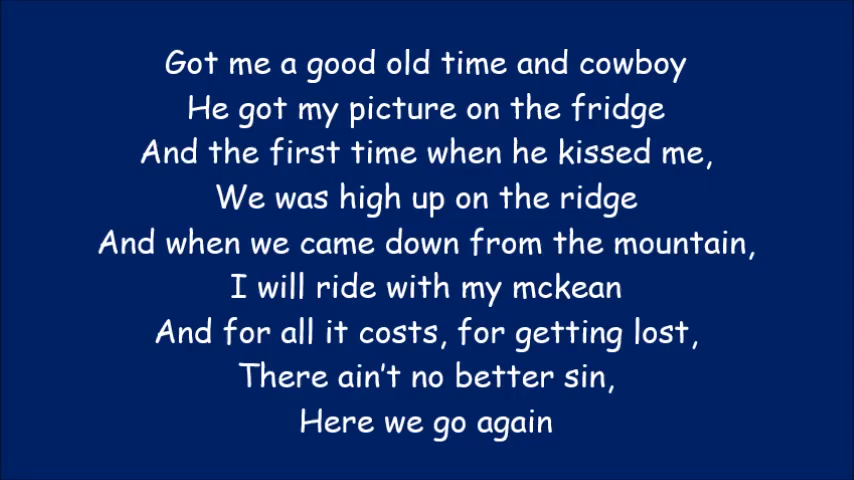 Got me a good old time and cowboy
He got my picture on the fridge
And the first time when he kissed me,
We was high up on the ridge
And when we came down from the mountain,
I will ride with my mckean
And for all it costs, for getting lost,
There ain't no better sin,
Here we go again